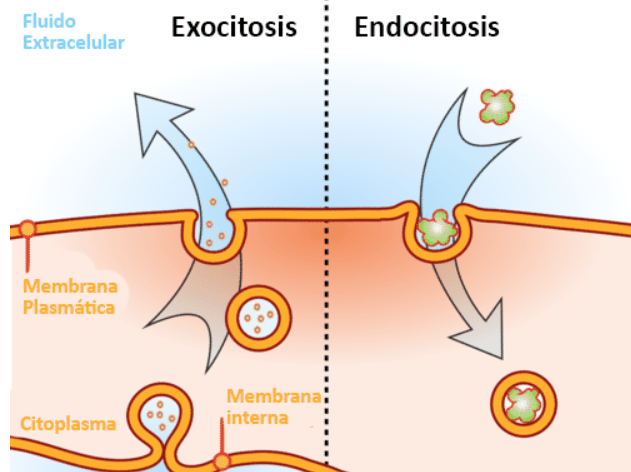 Fluido
Extracelular
Exocitosis
Endocitosis
Membrana
Plasmática
Citoplasma
Membrana
interna